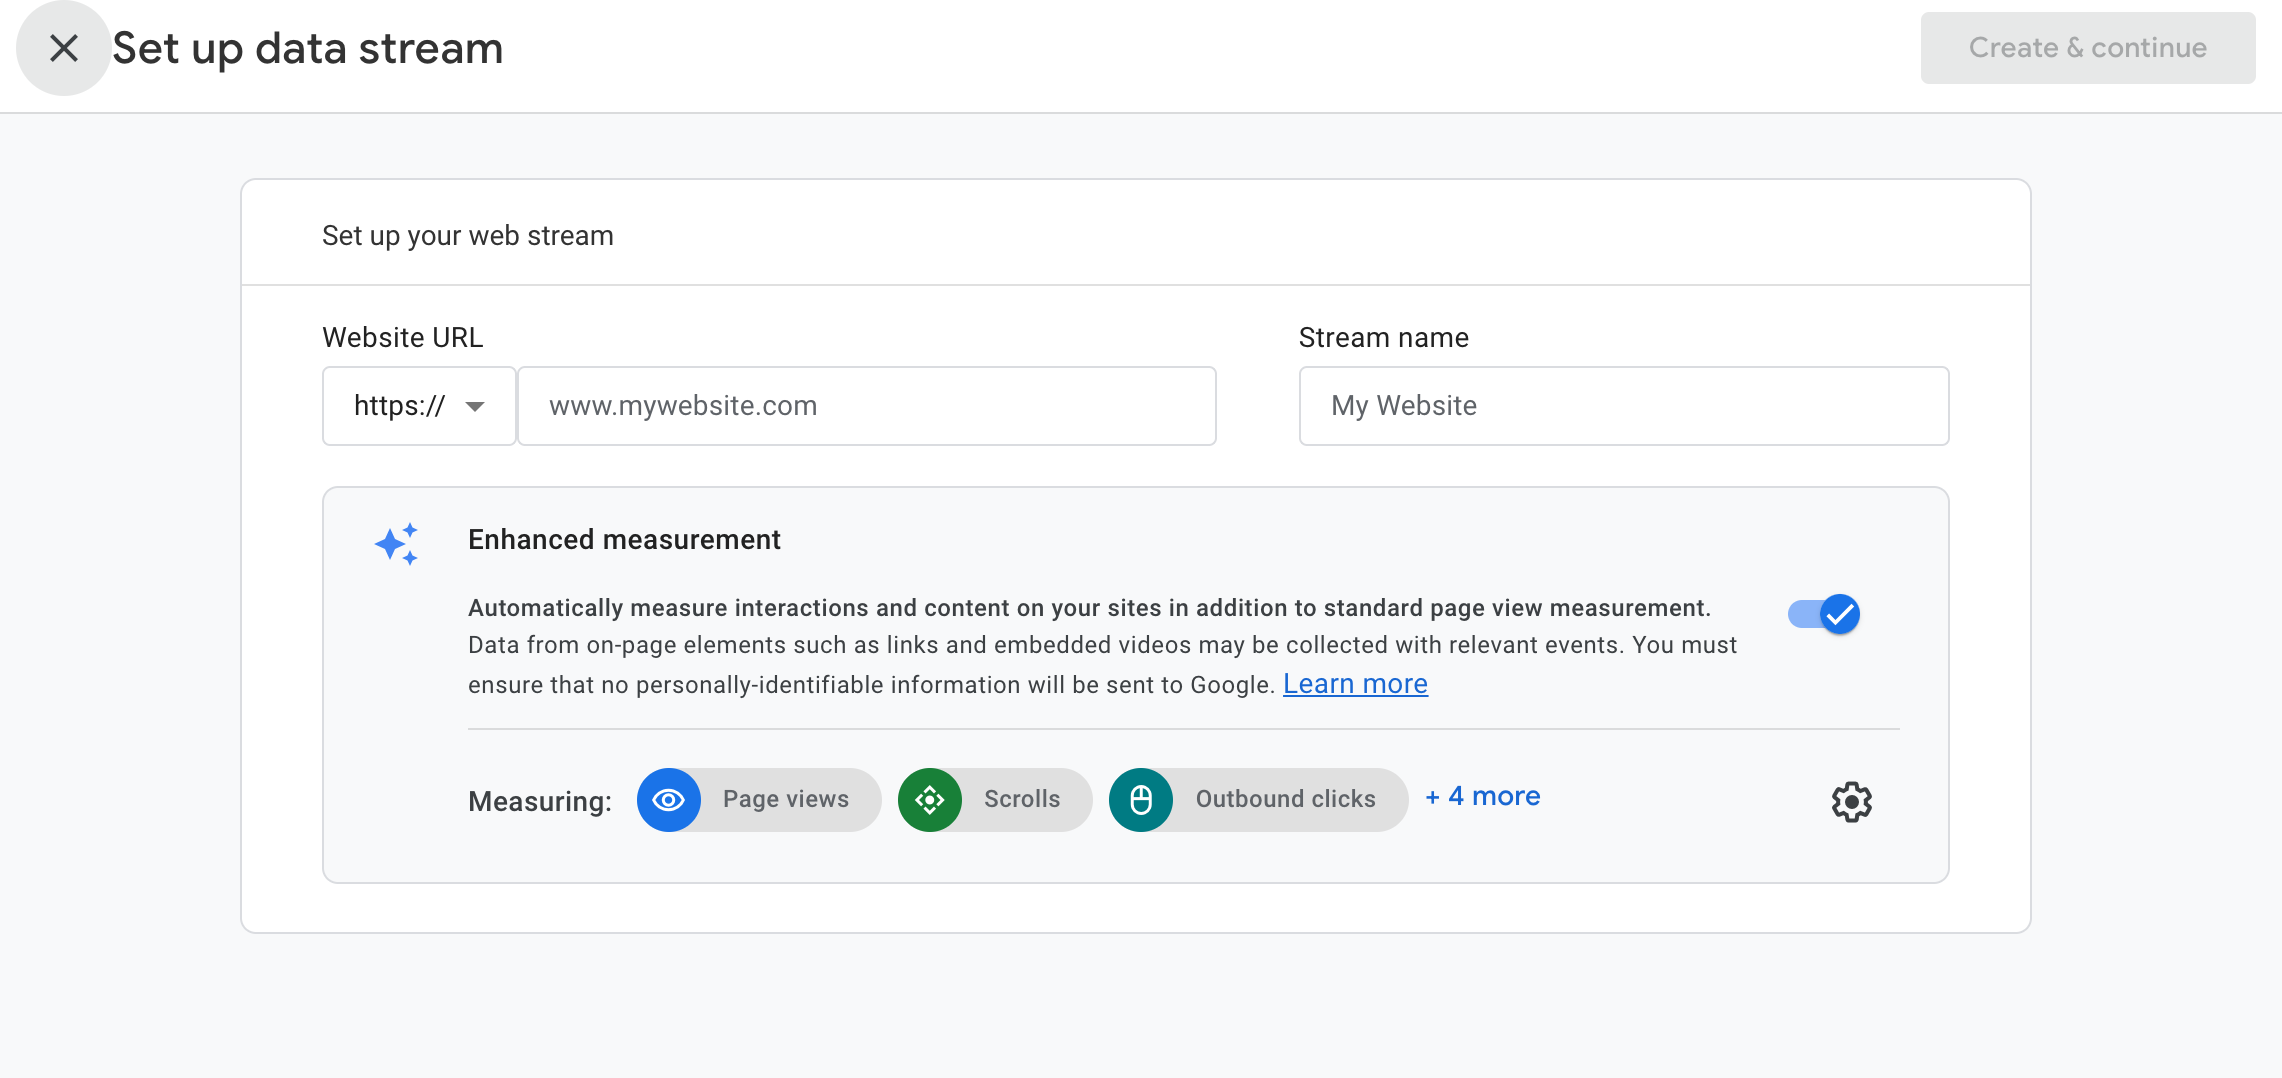 Set up data stream
Create & continue
Set up your web stream
Website URL
Stream name
https://
www.mywebsite.com
My Website
Enhanced measurement
Automatically measure interactions and content on your sites in addition to standard page view measurement.
Data from on-page elements such as links and embedded videos may be collected with relevant events. You must
ensure that no personally-identifiable information will be sent to Google. Learn more
Measuring:
Page views
Scrolls
Outbound clicks
+ 4 more